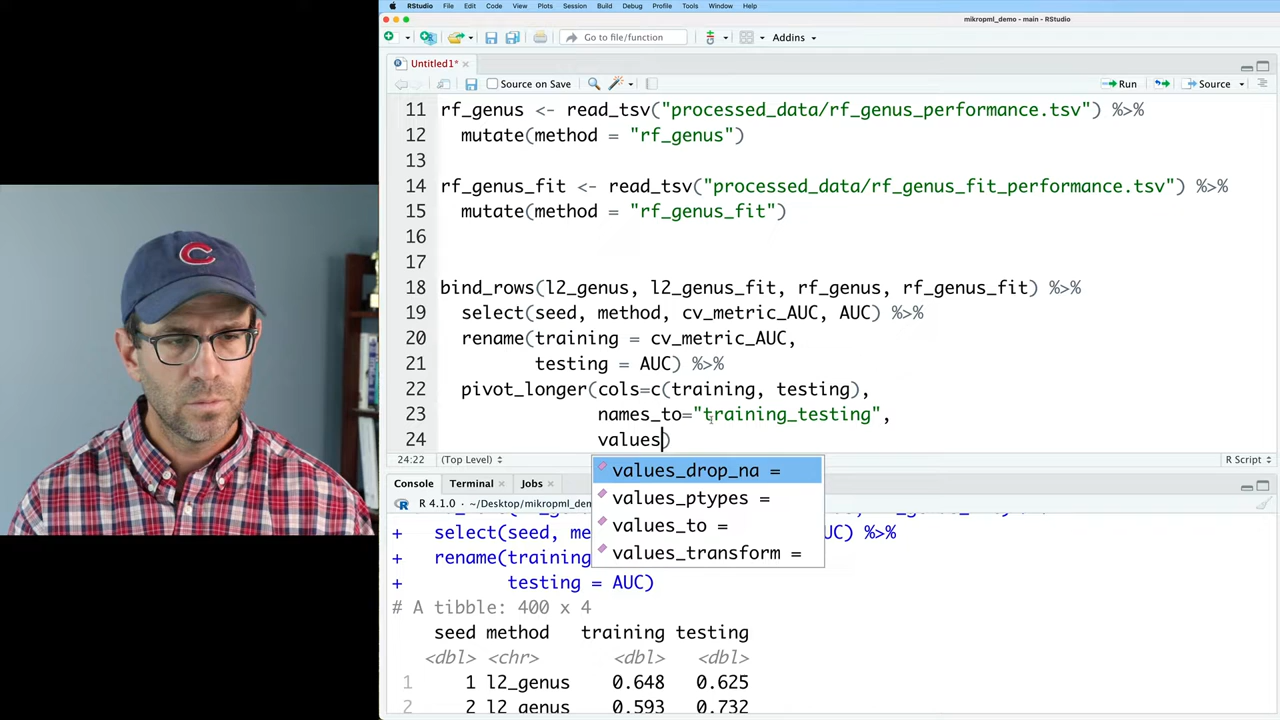 RStudio File Edit Code View Plots Session Build Debug Profile Tools Window Help
mikropml_demo - main - RStudio
Go to file/function
Addins
Untitled1*
Source on Save
Run
Source
11 rf_genus <- read_tsv("processed_data/rf_genus_performance.tsv") %>%
12 mutate(method = "rf_genus")
13
14 rf_genus_fit <- read_tsv("processed_data/rf_genus_fit_performance.tsv") %>%
15 mutate(method = "rf_genus_fit")
16
17
18 bind_rows(l2_genus, l2_genus_fit, rf_genus, rf_genus_fit) %>%
19 select(seed, method, cv_metric_AUC, AUC) %>%
20 rename(training = cv_metric_AUC,
21 testing = AUC) %>%
22 pivot_longer(cols=c(training, testing),
23 names_to="training_testing",
24 values)
24:22 (Top Level) R Script
values_drop_na =
values_ptypes =
values_to =
values_transform =
Console Terminal Jobs
R 4.1.0 · ~/Desktop/mikropml_den
+ select(seed, me UC) %>%
+ rename(training
+ testing = AUC)
# A tibble: 400 x 4
seed method training testing
<dbl> <chr> <dbl> <dbl>
1 1 l2_genus 0.648 0.625
2 2 l2_genus 0.593 0.732
C